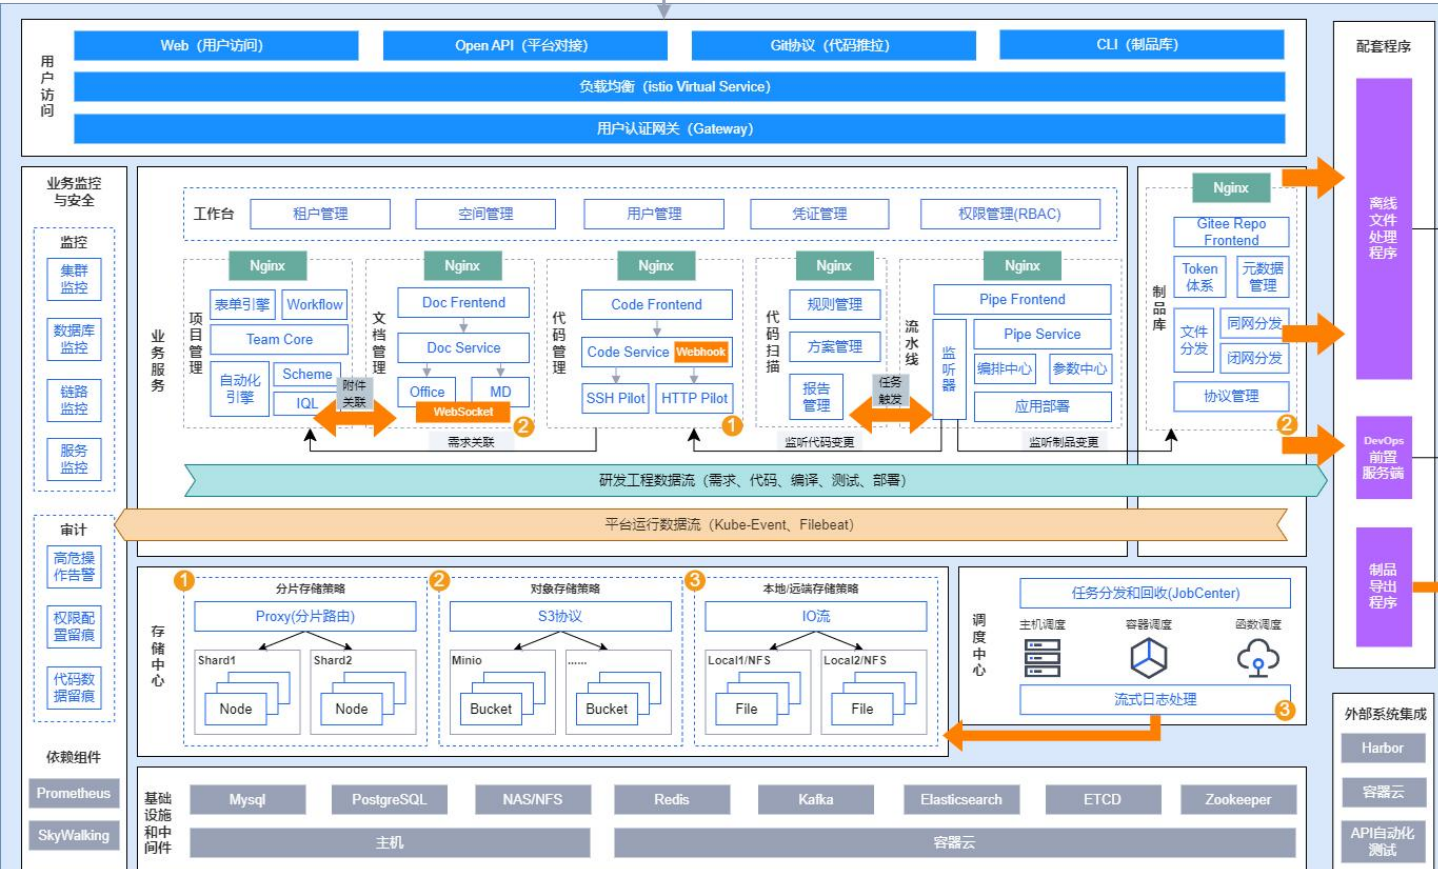 用户访问
Web（用户访问)
Open API（平台对接)
Git协议（代码推拉)
CLI（制品库)
负载均衡（istio Virtual Service）
用户认证网关（Gateway）
业务监控
与安全
监控
集群
监控
数据库
监控
链路
监控
服务
监控
审计
高危操
作告警
权限配
置留痕
代码数
据留痕
依赖组件
Prometheus
SkyWalking
业务服务
工作台
租户管理
空间管理
用户管理
凭证管理
权限管理(RBAC)
项目管理
Nginx
表单引擎
Workflow
Team Core
自动化
引擎
Scheme
IQL
附件
关联
文档管理
Nginx
Doc Frentend
Doc Service
Office
MD
WebSocket
2
需求关联
代码管理
Nginx
Code Frontend
Code Service
Webhook
SSH Pilot
HTTP Pilot
1
代码扫描
Nginx
规则管理
方案管理
报告
管理
任务
触发
监听代码变更
流水线
Nginx
Pipe Frontend
监听器
Pipe Service
编排中心
参数中心
应用部署
监听制品变更
制品库
Nginx
Gitee Repo
Frontend
Token
体系
元数据
管理
文件
分发
同网分发
闭网分发
协议管理
2
研发工程数据流（需求、代码、编译、测试、部署）
平台运行数据流（Kube-Event、Filebeat）
存储中心
1
分片存储策略
Proxy(分片路由)
Shard1
Node
Shard2
Node
2
对象存储策略
S3协议
Minio
Bucket
......
Bucket
3
本地/远端存储策略
IO流
Local1/NFS
File
Local2/NFS
File
调度中心
任务分发和回收(JobCenter)
主机调度
容器调度
函数调度
流式日志处理
3
基础
设施
和中
间件
Mysql
PostgreSQL
NAS/NFS
Redis
Kafka
Elasticsearch
ETCD
Zookeeper
主机
容器云
配套程序
离线
文件
处理
程序
DevOps
前置
服务端
制品
导出
程序
外部系统集成
Harbor
容器云
API自动化
测试